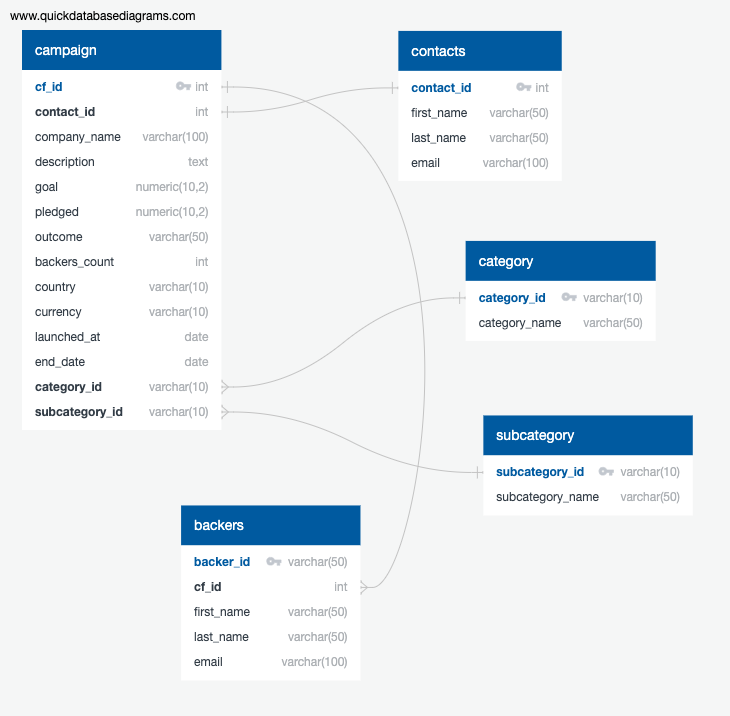 www.quickdatabasediagrams.com
campaign
cf_id int
contact_id int
company_name varchar(100)
description text
goal numeric(10,2)
pledged numeric(10,2)
outcome varchar(50)
backers_count int
country varchar(10)
currency varchar(10)
launched_at date
end_date date
category_id varchar(10)
subcategory_id varchar(10)
contacts
contact_id int
first_name varchar(50)
last_name varchar(50)
email varchar(100)
category
category_id varchar(10)
category_name varchar(50)
subcategory
subcategory_id varchar(10)
subcategory_name varchar(50)
backers
backer_id varchar(50)
cf_id int
first_name varchar(50)
last_name varchar(50)
email varchar(100)